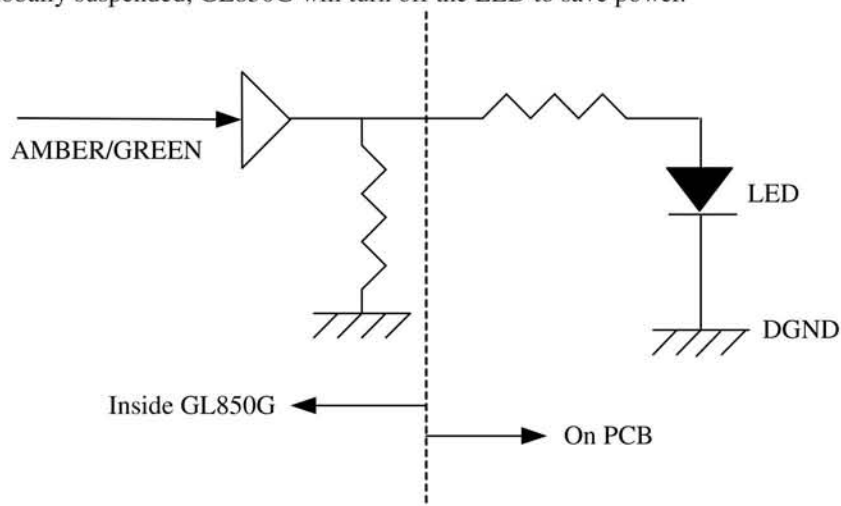 suspended, GL850G will turn off the LED to save power.
AMBER/GREEN
LED
DGND
Inside GL850G
On PCB